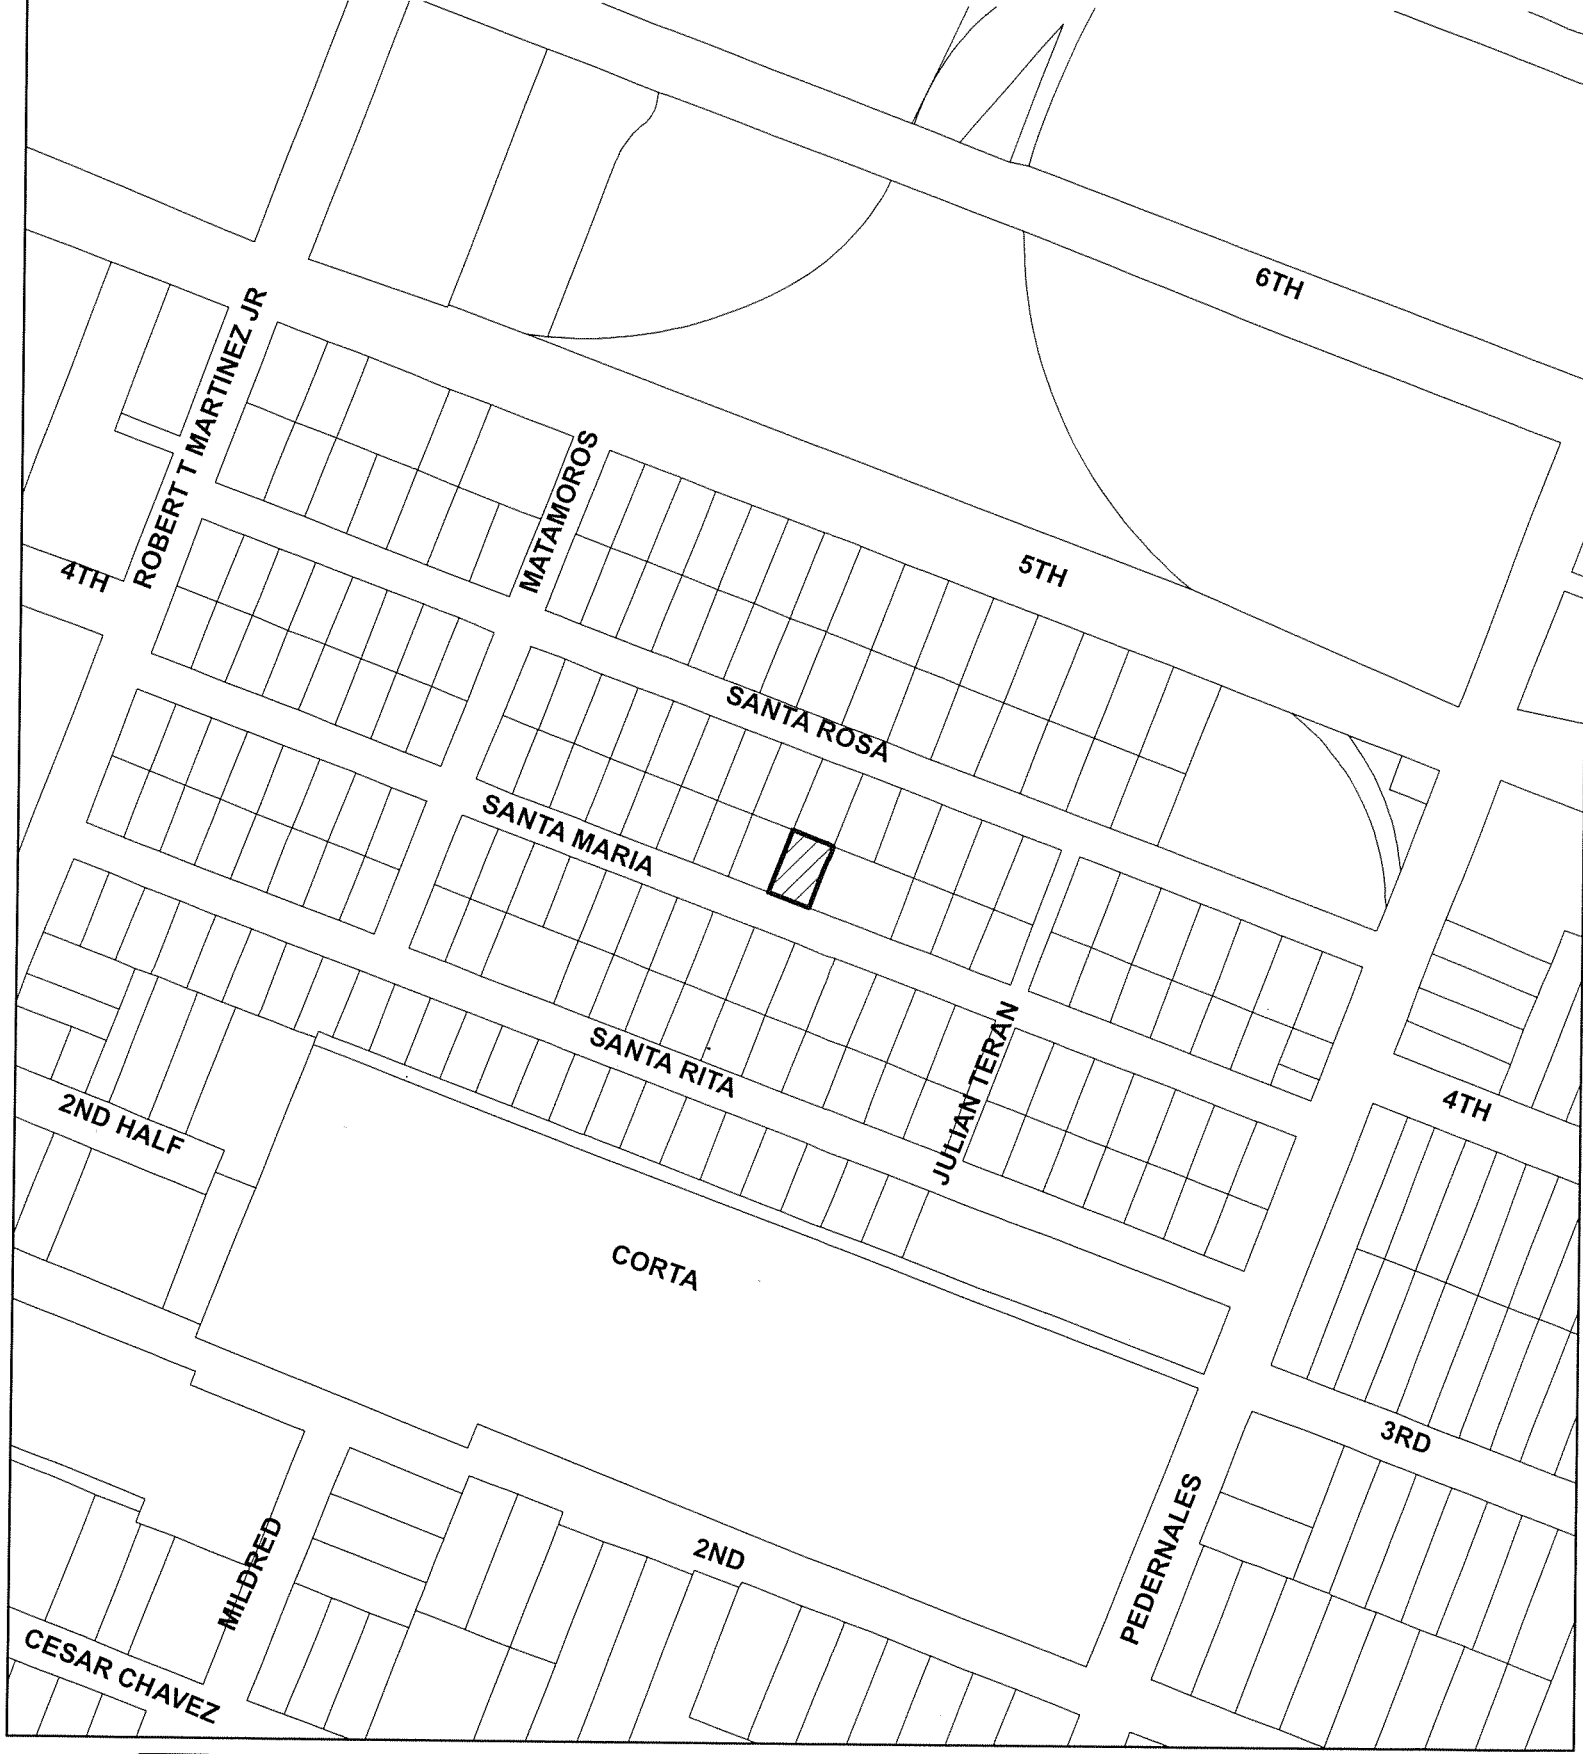 6TH
ROBERT T MARTINEZ JR
MATAMOROS
5TH
4TH
SANTA ROSA
SANTA MARIA
SANTA RITA
JULIAN TERAN
4TH
2ND HALF
CORTA
3RD
PEDERNALES
2ND
MILDRED
CESAR CHAVEZ